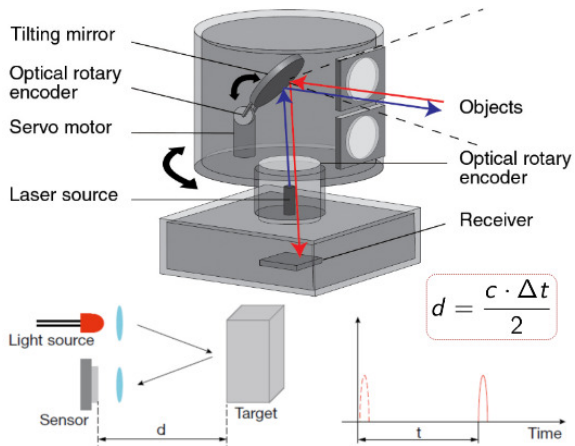 Tilting mirror
Optical rotary
encoder
Servo motor
Laser source
Objects
Optical rotary
encoder
Receiver
d = c · Δt / 2
Light source
Sensor
d
Target
t
Time